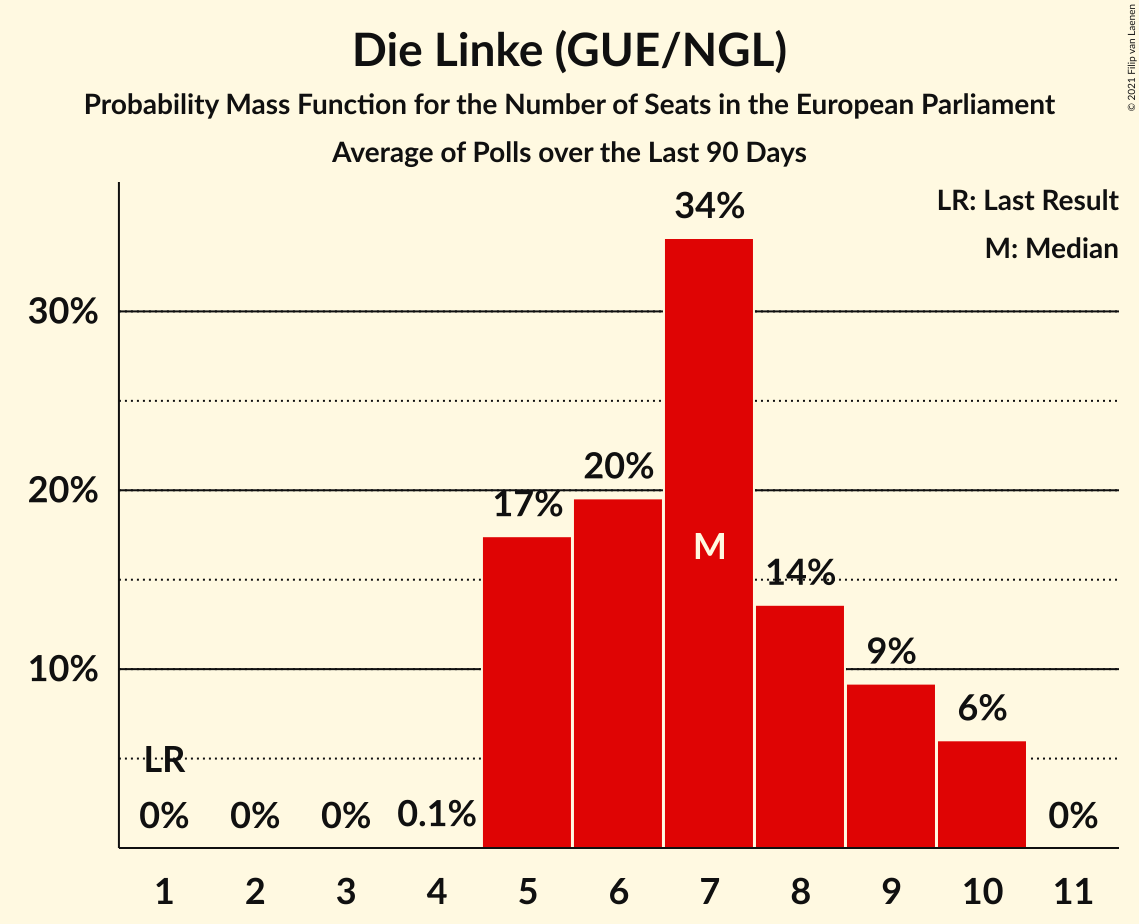 Die Linke (GUE/NGL)
Probability Mass Function for the Number of Seats in the European Parliament
Average of Polls over the Last 90 Days
© 2021 Filip van Laenen
LR: Last Result
M: Median
34%
30%
20%
20%
17%
M
14%
10%
9%
6%
LR
0%
0%
0%
0.1%
0%
1 2 3 4 5 6 7 8 9 10 11